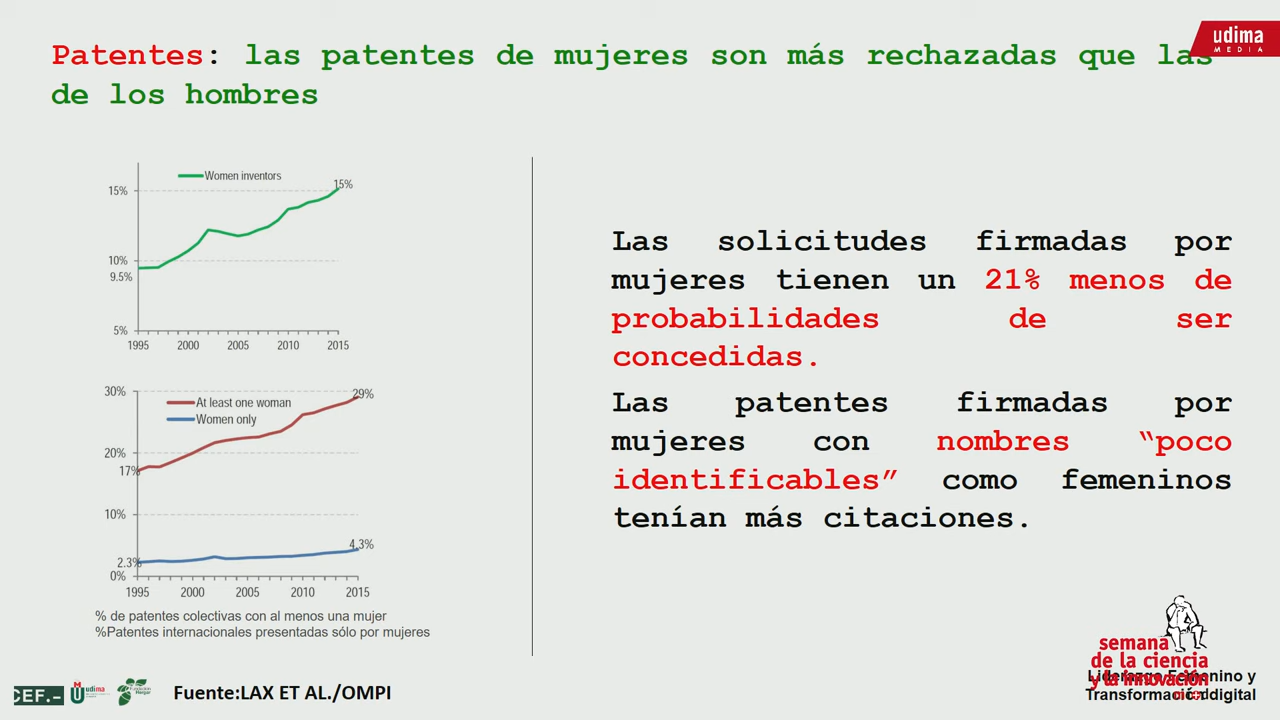 Patentes: las patentes de mujeres son más rechazadas que las
de los hombres
udima
MEDIA
Women inventors
15%
15%
10%
9.5%
5%
1995 2000 2005 2010 2015
30%
29%
At least one woman
Women only
20%
17%
10%
4.3%
2.3%
0%
1995 2000 2005 2010 2015
% de patentes colectivas con al menos una mujer
%Patentes internacionales presentadas sólo por mujeres
Las solicitudes firmadas por
mujeres tienen un 21% menos de
probabilidades de ser
concedidas.
Las patentes firmadas por
mujeres con nombres “poco
identificables” como femeninos
tenían más citaciones.
CEF.-
udima
Fuente:LAX ET AL./OMPI
semana
de la ciencia
y la innovación
Liderazgo Femenino y
Transformación digital